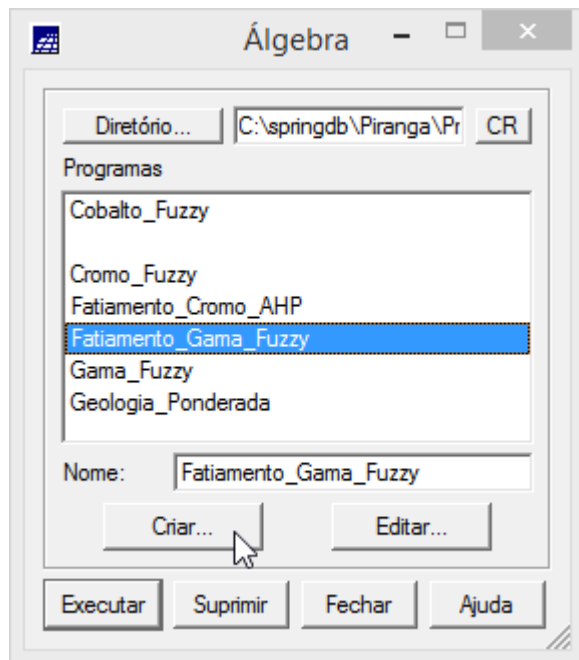 Álgebra
Diretório... C:\springdb\Piranga\Pr CR
Programas
Cobalto_Fuzzy
Cromo_Fuzzy
Fatiamento_Cromo_AHP
Fatiamento_Gama_Fuzzy
Gama_Fuzzy
Geologia_Ponderada
Nome: Fatiamento_Gama_Fuzzy
Criar... Editar...
Executar Suprimir Fechar Ajuda